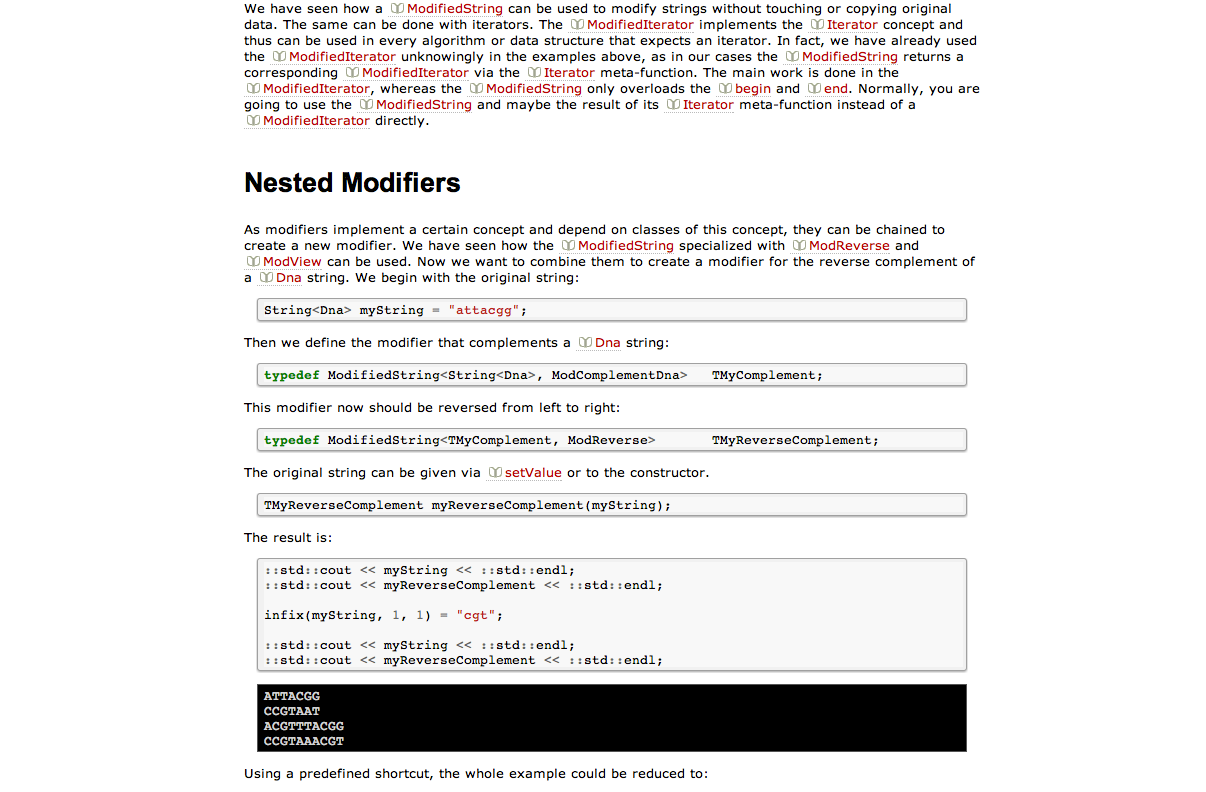 We have seen how a ModifiedString can be used to modify strings without touching or copying original
data. The same can be done with iterators. The ModifiedIterator implements the Iterator concept and
thus can be used in every algorithm or data structure that expects an iterator. In fact, we have already used
the ModifiedIterator unknowingly in the examples above, as in our cases the ModifiedString returns a
corresponding ModifiedIterator via the Iterator meta-function. The main work is done in the
ModifiedIterator, whereas the ModifiedString only overloads the begin and end. Normally, you are
going to use the ModifiedString and maybe the result of its Iterator meta-function instead of a
ModifiedIterator directly.
Nested Modifiers
As modifiers implement a certain concept and depend on classes of this concept, they can be chained to
create a new modifier. We have seen how the ModifiedString specialized with ModReverse and
ModView can be used. Now we want to combine them to create a modifier for the reverse complement of
a Dna string. We begin with the original string:
String<Dna> myString = "attacgg";
Then we define the modifier that complements a Dna string:
typedef ModifiedString<String<Dna>, ModComplementDna>   TMyComplement;
This modifier now should be reversed from left to right:
typedef ModifiedString<TMyComplement, ModReverse>       TMyReverseComplement;
The original string can be given via setValue or to the constructor.
TMyReverseComplement myReverseComplement(myString);
The result is:
::std::cout << myString << ::std::endl;
::std::cout << myReverseComplement << ::std::endl;
infix(myString, 1, 1) = "cgt";
::std::cout << myString << ::std::endl;
::std::cout << myReverseComplement << ::std::endl;
ATTACGG
CCGTAAT
ACGTTTACGG
CCGTAAACGT
Using a predefined shortcut, the whole example could be reduced to: